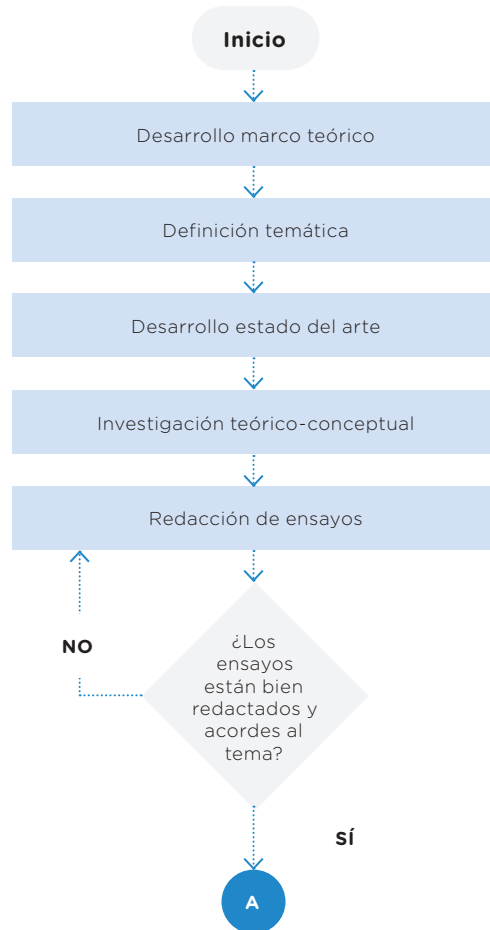 Inicio
Desarrollo marco teórico
Definición temática
Desarrollo estado del arte
Investigación teórico-conceptual
Redacción de ensayos
NO
¿Los
ensayos
están bien
redactados y
acordes al
tema?
SÍ
A